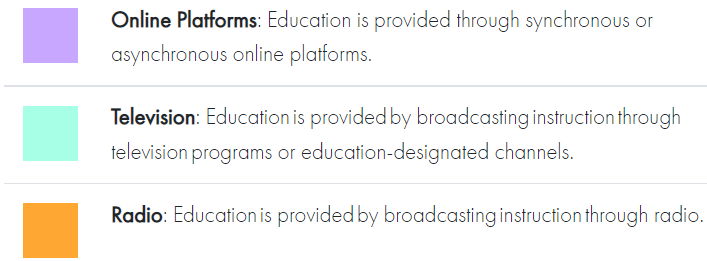 Online Platforms: Education is provided through synchronous or
asynchronous online platforms.
Television: Education is provided by broadcasting instruction through
television programs or education-designated channels.
Radio: Education is provided by broadcasting instruction through radio.